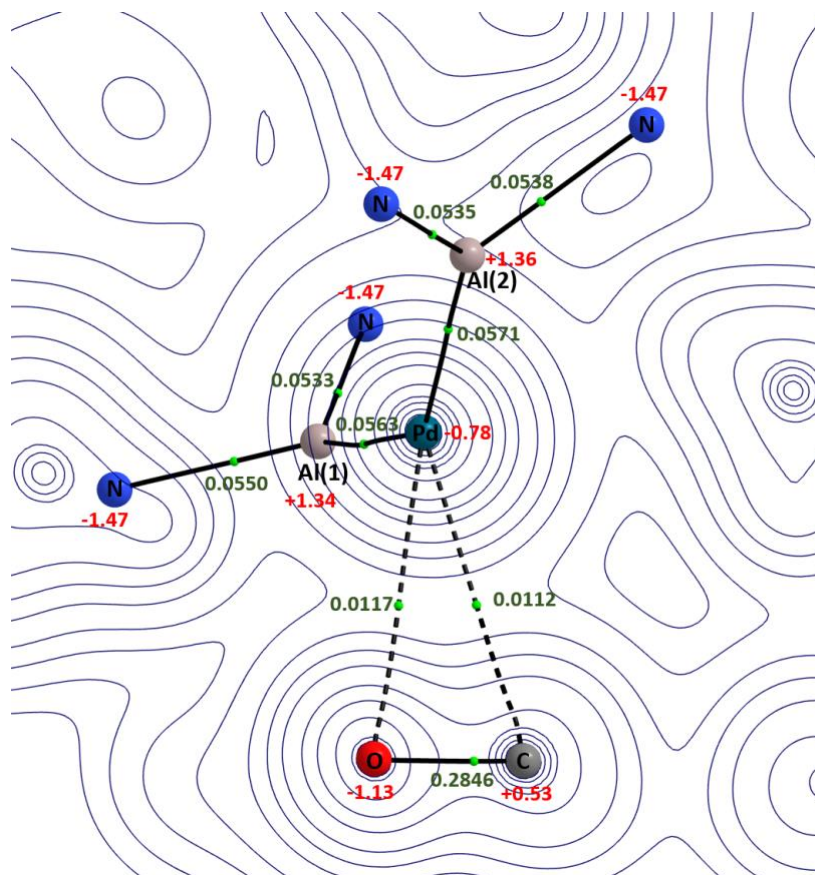 -1.47
N
-1.47
N
0.0538
0.0535
+1.36
Al(2)
-1.47
N
0.0571
0.0533
0.0563
Pd
-0.78
Al(1)
0.0550
+1.34
N
-1.47
0.0117
0.0112
O
C
0.2846
-1.13
+0.53